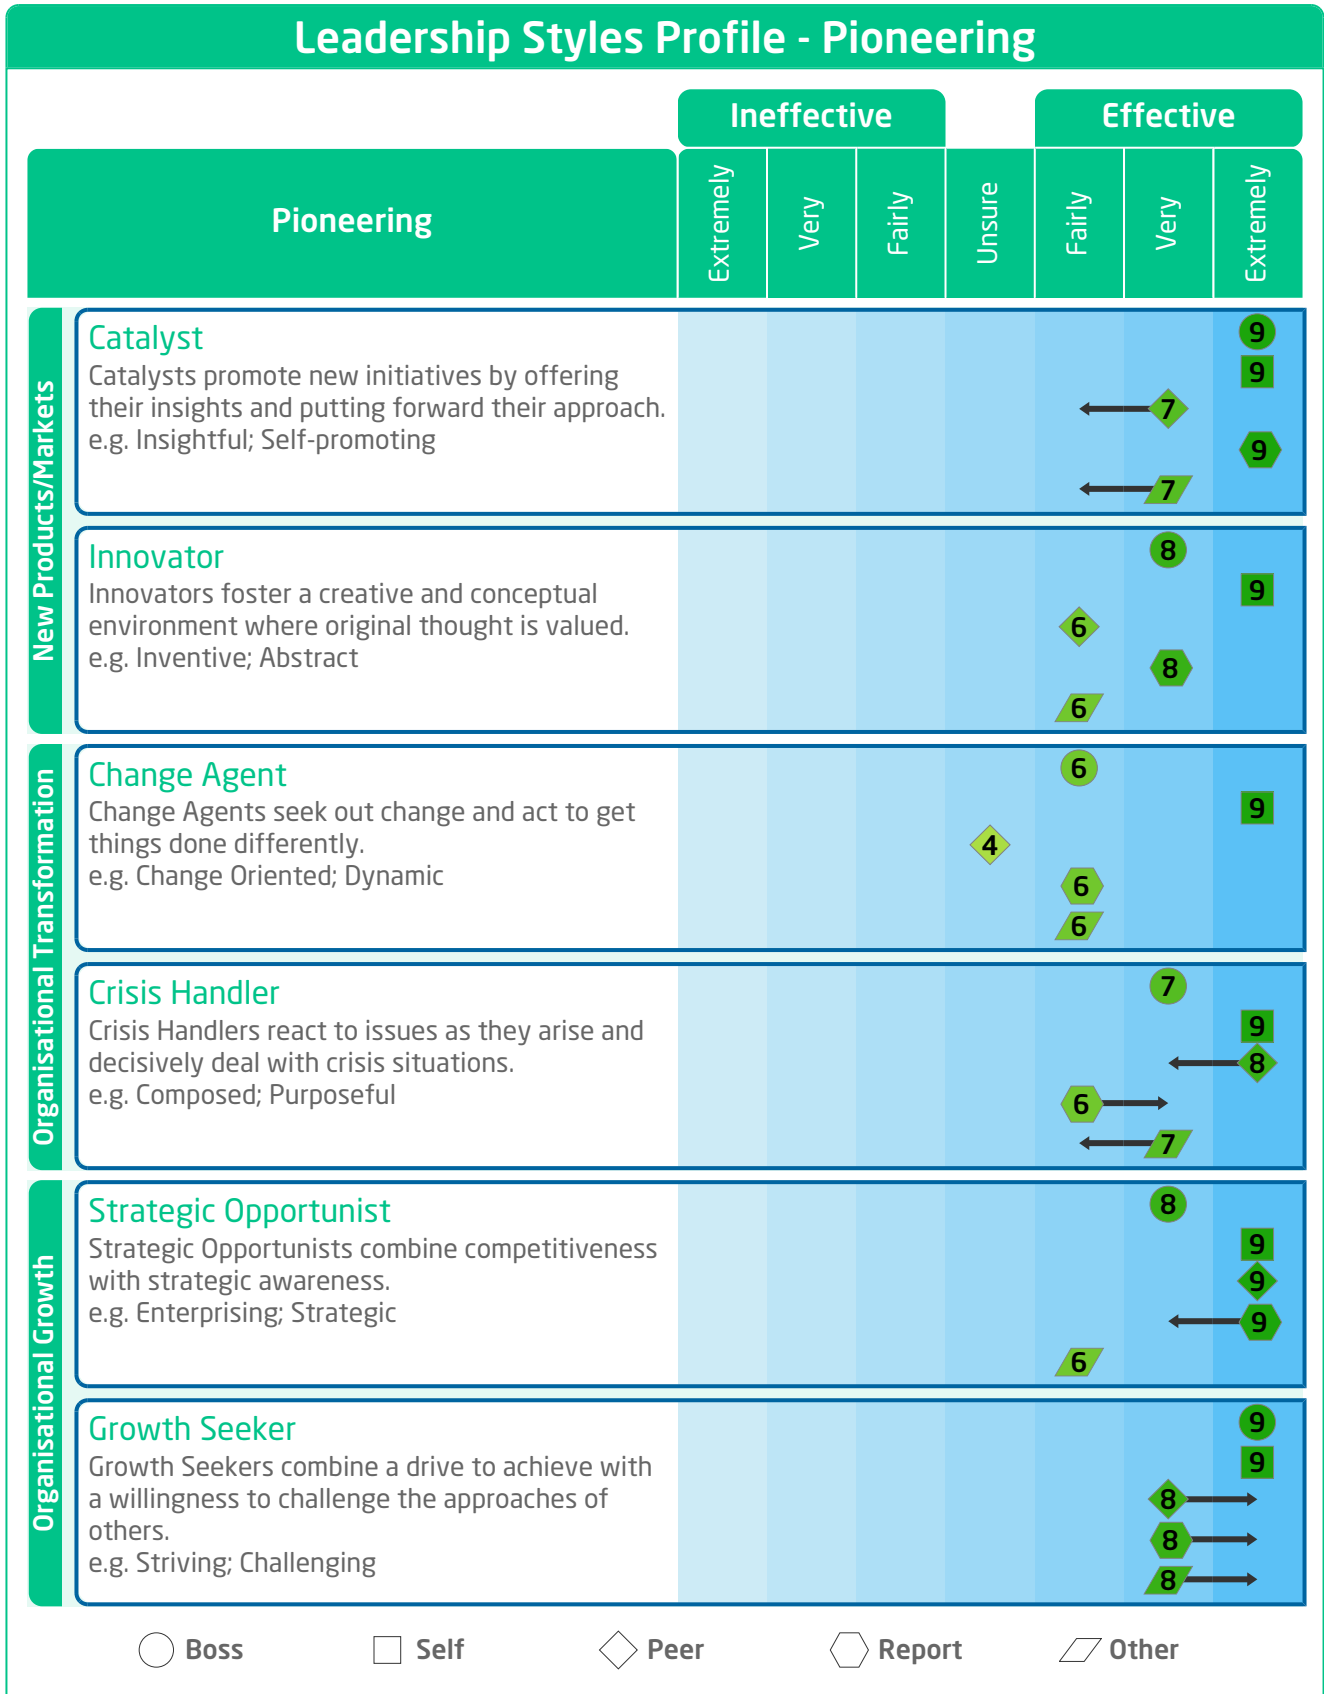 Leadership Styles Profile - Pioneering
Ineffective
Effective
Pioneering
Extremely
Very
Fairly
Unsure
Fairly
Very
Extremely
New Products/Markets
Catalyst
Catalysts promote new initiatives by offering
their insights and putting forward their approach.
e.g. Insightful; Self-promoting
9
9
7
9
7
Innovator
Innovators foster a creative and conceptual
environment where original thought is valued.
e.g. Inventive; Abstract
8
9
6
8
6
Organisational Transformation
Change Agent
Change Agents seek out change and act to get
things done differently.
e.g. Change Oriented; Dynamic
6
9
4
6
6
Crisis Handler
Crisis Handlers react to issues as they arise and
decisively deal with crisis situations.
e.g. Composed; Purposeful
7
9
8
6
7
Organisational Growth
Strategic Opportunist
Strategic Opportunists combine competitiveness
with strategic awareness.
e.g. Enterprising; Strategic
8
9
9
9
6
Growth Seeker
Growth Seekers combine a drive to achieve with
a willingness to challenge the approaches of
others.
e.g. Striving; Challenging
9
9
8
8
8
Boss
Self
Peer
Report
Other